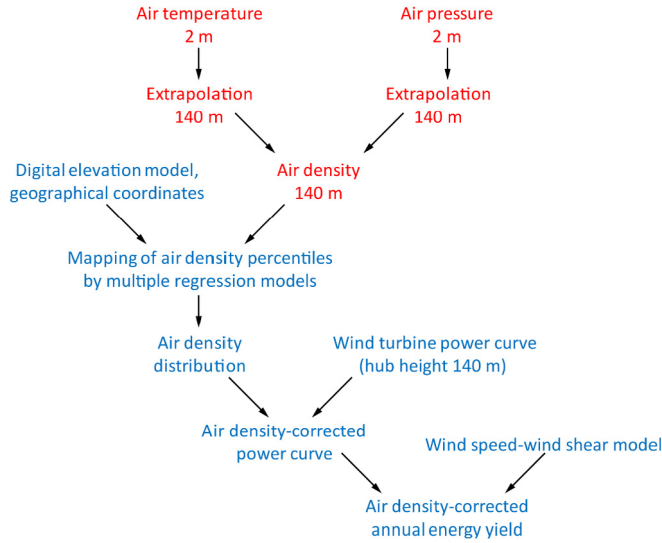 Air temperature
2 m
Air pressure
2 m
Extrapolation
140 m
Extrapolation
140 m
Digital elevation model,
geographical coordinates
Air density
140 m
Mapping of air density percentiles
by multiple regression models
Air density
distribution
Wind turbine power curve
(hub height 140 m)
Air density-corrected
power curve
Wind speed-wind shear model
Air density-corrected
annual energy yield